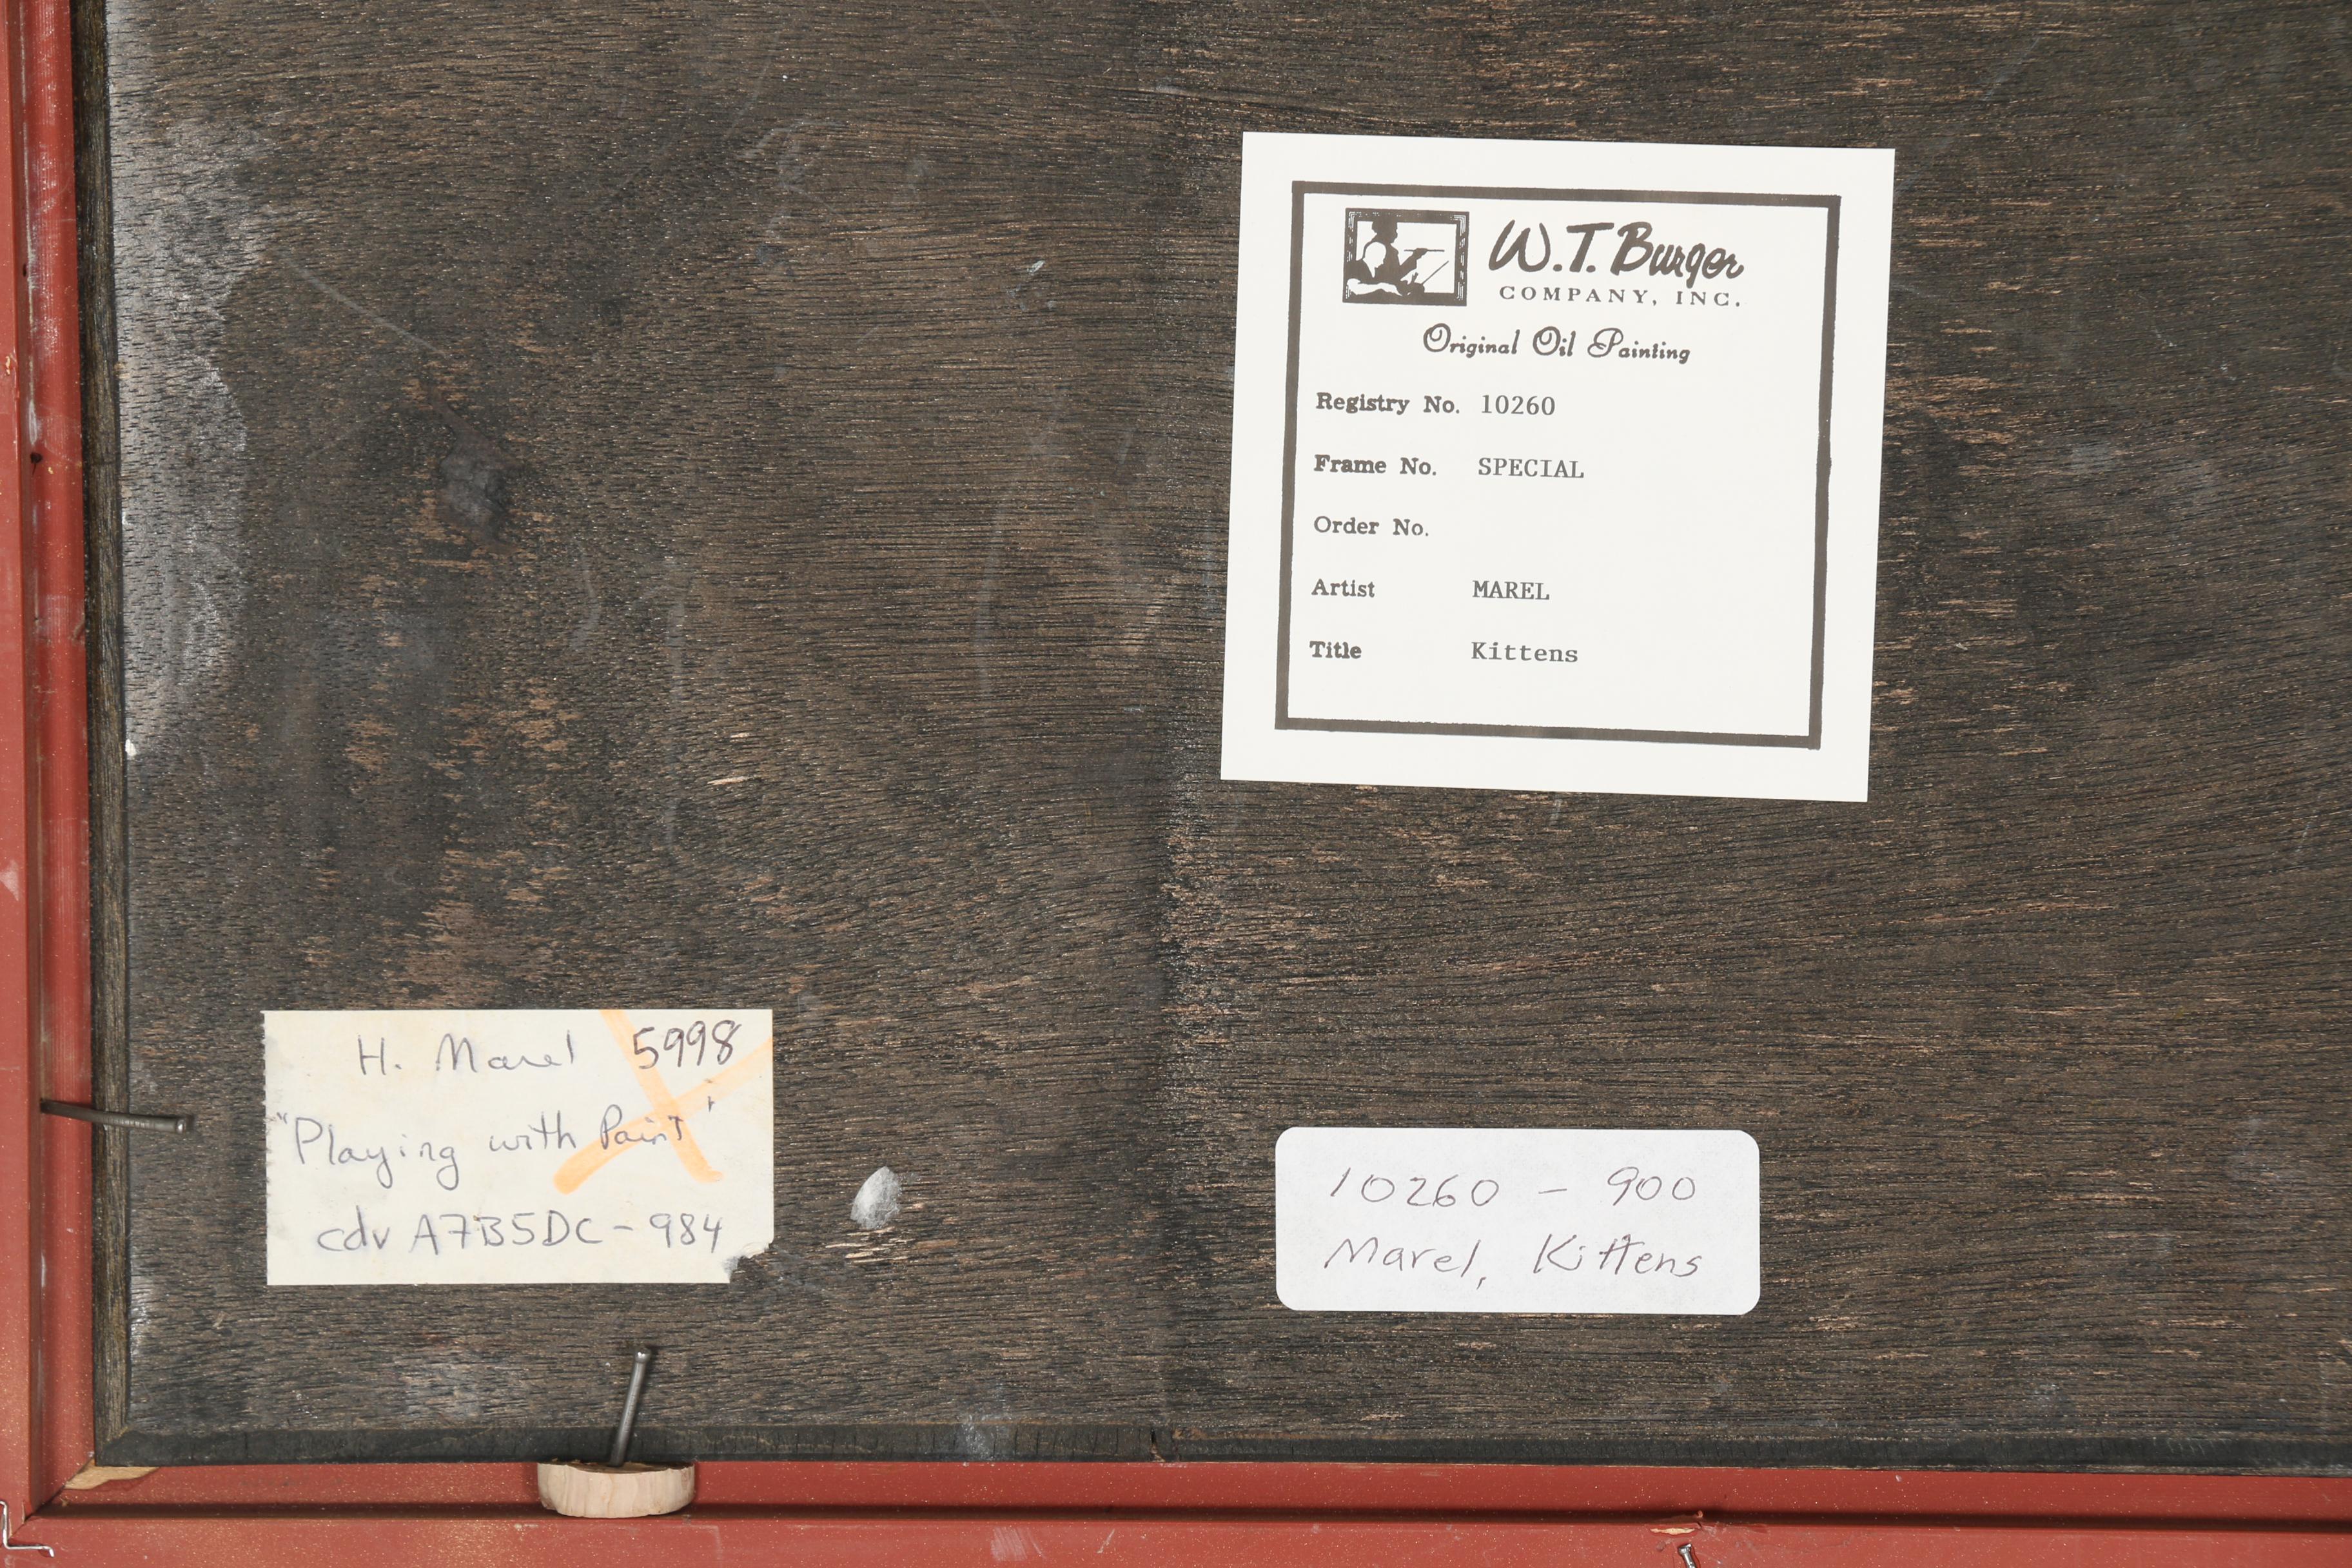 W.T. Burger
COMPANY, INC.
Original Oil Painting
Registry No. 10260
Frame No. SPECIAL
Order No.
Artist MAREL
Title Kittens
H. Marel 5998
"Playing with Paint"
cdv A7B5DC - 984
10260 - 900
Marel, Kittens